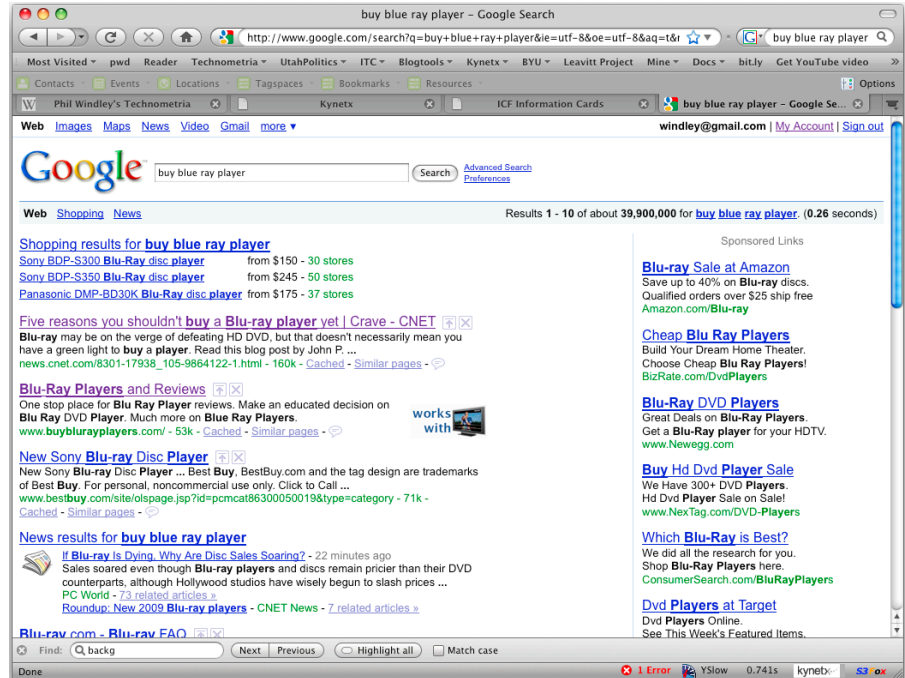 buy blue ray player – Google Search
http://www.google.com/search?q=buy+blue+ray+player&ie=utf-8&oe=utf-8&aq=t&r
buy blue ray player
Most Visited pwd Reader Technometria UtahPolitics ITC Blogtools Kynetx BYU Leavitt Project Mine Docs bit.ly Get YouTube video »
Contacts Events Locations Tagspaces Bookmarks Resources Options
Phil Windley's Technometria Kynetx ICF Information Cards buy blue ray player – Google Se...
Web Images Maps News Video Gmail more ▼ windley@gmail.com | My Account | Sign out
Google buy blue ray player Search Advanced Search
Preferences
Web Shopping News Results 1 - 10 of about 39,900,000 for buy blue ray player. (0.26 seconds)
Shopping results for buy blue ray player
Sony BDP-S300 Blu-Ray disc player from $150 - 30 stores
Sony BDP-S350 Blu-Ray disc player from $245 - 50 stores
Panasonic DMP-BD30K Blu-Ray disc player from $175 - 37 stores
Five reasons you shouldn't buy a Blu-ray player yet | Crave - CNET
Blu-ray may be on the verge of defeating HD DVD, but that doesn't necessarily mean you
have a green light to buy a player. Read this blog post by John P. ...
news.cnet.com/8301-17938_105-9864122-1.html - 160k - Cached - Similar pages -
Blu-Ray Players and Reviews
One stop place for Blu Ray Player reviews. Make an educated decision on
Blu Ray DVD Player. Much more on Blue Ray Players.
www.buyblurayplayers.com/ - 53k - Cached - Similar pages -
works
with
New Sony Blu-ray Disc Player
New Sony Blu-ray Disc Player ... Best Buy, BestBuy.com and the tag design are trademarks
of Best Buy. For personal, noncommercial use only. Click to Call ...
www.bestbuy.com/site/olspage.jsp?id=pcmcat86300050019&type=category - 71k -
Cached - Similar pages -
News results for buy blue ray player
If Blu-ray Is Dying, Why Are Disc Sales Soaring? - 22 minutes ago
Sales soared even though Blu-ray players and discs remain pricier than their DVD
counterparts, although Hollywood studios have wisely begun to slash prices ...
PC World - 73 related articles »
Roundup: New 2009 Blu-ray players - CNET News - 7 related articles »
Blu-ray.com - Blu-ray FAQ
Sponsored Links
Blu-ray Sale at Amazon
Save up to 40% on Blu-ray discs.
Qualified orders over $25 ship free
Amazon.com/Blu-ray
Cheap Blu Ray Players
Build Your Dream Home Theater.
Choose Cheap Blu Ray Players!
BizRate.com/DvdPlayers
Blu-Ray DVD Players
Great Deals on Blu-Ray Players.
Get a Blu-Ray player for your HDTV.
www.Newegg.com
Buy Hd Dvd Player Sale
We Have 300+ DVD Players.
Hd Dvd Player Sale on Sale!
www.NexTag.com/DVD-Players
Which Blu-Ray is Best?
We did all the research for you.
Shop Blu-Ray Players here.
ConsumerSearch.com/BluRayPlayers
Dvd Players at Target
Dvd Players Online.
See This Week's Featured Items.
Find: backg Next Previous Highlight all Match case
Done 1 Error YSlow 0.741s kynetx S3Fox